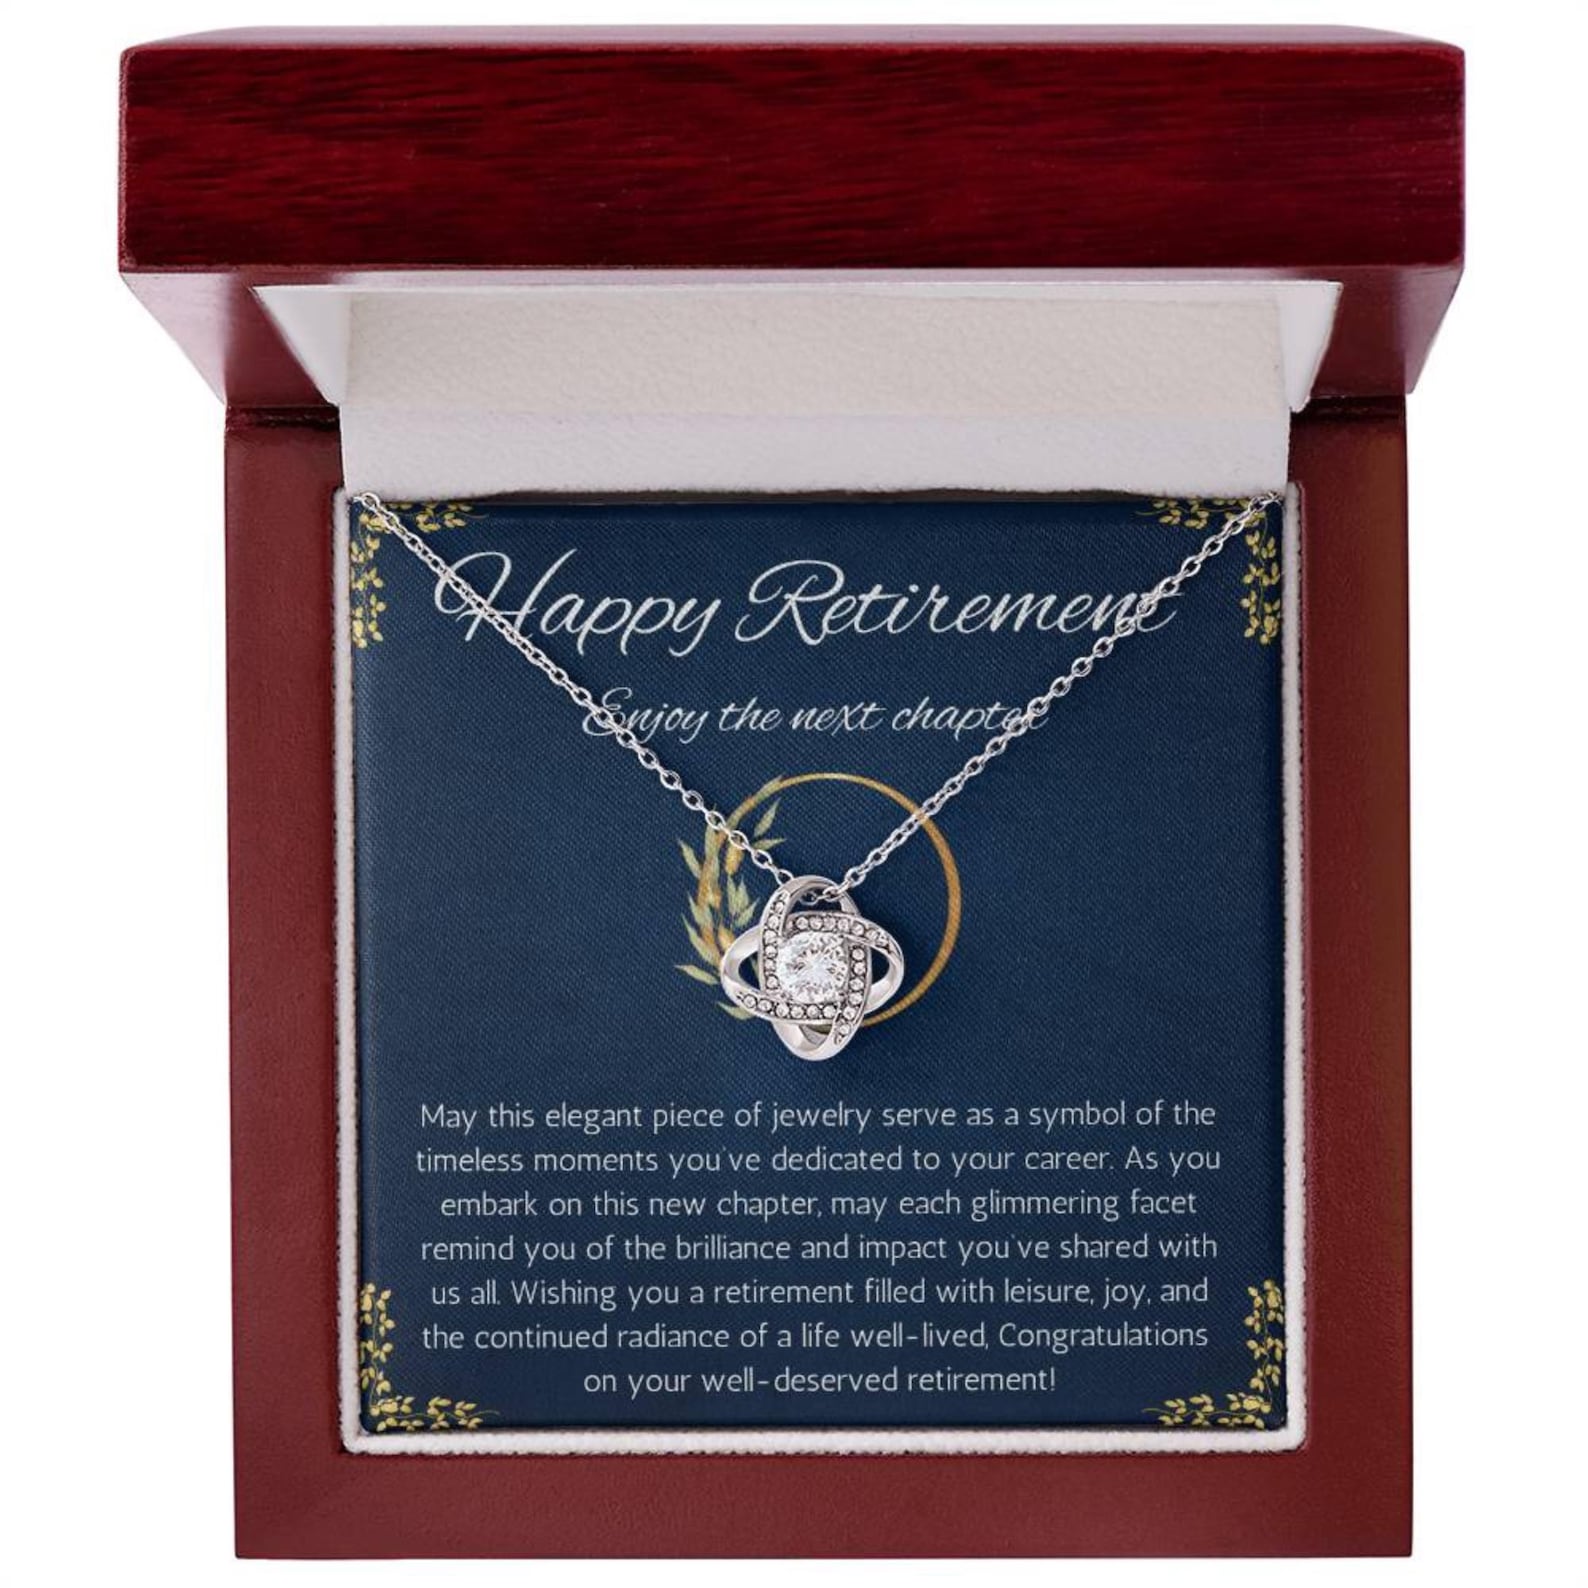 Happy Retirement
Enjoy the next chapter
May this elegant piece of jewelry serve as a symbol of the
timeless moments you've dedicated to your career. As you
embark on this new chapter, may each glimmering facet
remind you of the brilliance and impact you've shared with
us all. Wishing you a retirement filled with leisure, joy, and
the continued radiance of a life well-lived, Congratulations
on your well-deserved retirement!